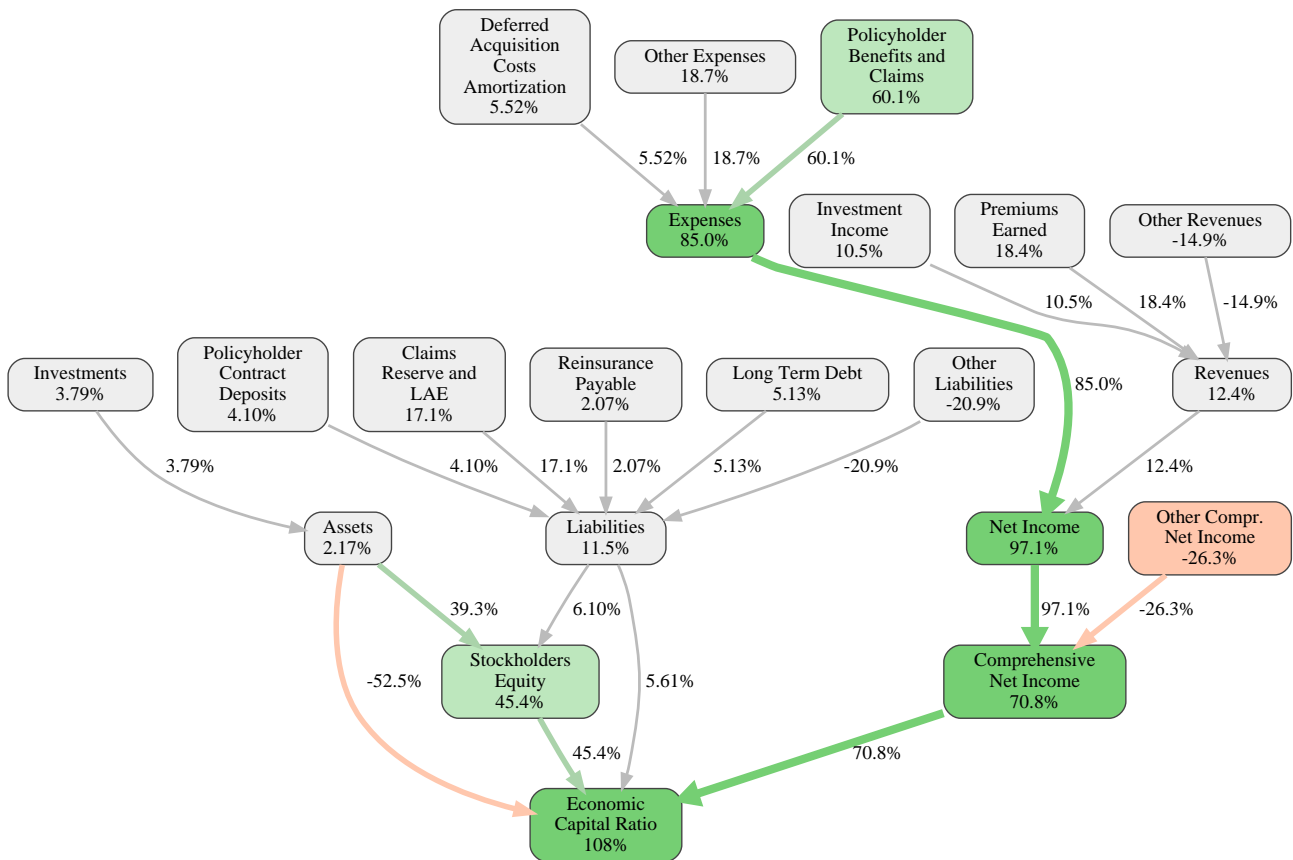 Deferred
Acquisition
Costs
Amortization
5.52%
Other Expenses
18.7%
Policyholder
Benefits and
Claims
60.1%
5.52%
18.7%
60.1%
Expenses
85.0%
Investment
Income
10.5%
Premiums
Earned
18.4%
Other Revenues
-14.9%
10.5%
18.4%
-14.9%
Investments
3.79%
Policyholder
Contract
Deposits
4.10%
Claims
Reserve and
LAE
17.1%
Reinsurance
Payable
2.07%
Long Term Debt
5.13%
Other
Liabilities
-20.9%
85.0%
Revenues
12.4%
3.79%
4.10%
17.1%
2.07%
5.13%
-20.9%
12.4%
Assets
2.17%
Liabilities
11.5%
Net Income
97.1%
Other Compr.
Net Income
-26.3%
39.3%
6.10%
97.1%
-26.3%
-52.5%
Stockholders
Equity
45.4%
5.61%
Comprehensive
Net Income
70.8%
45.4%
70.8%
Economic
Capital Ratio
108%